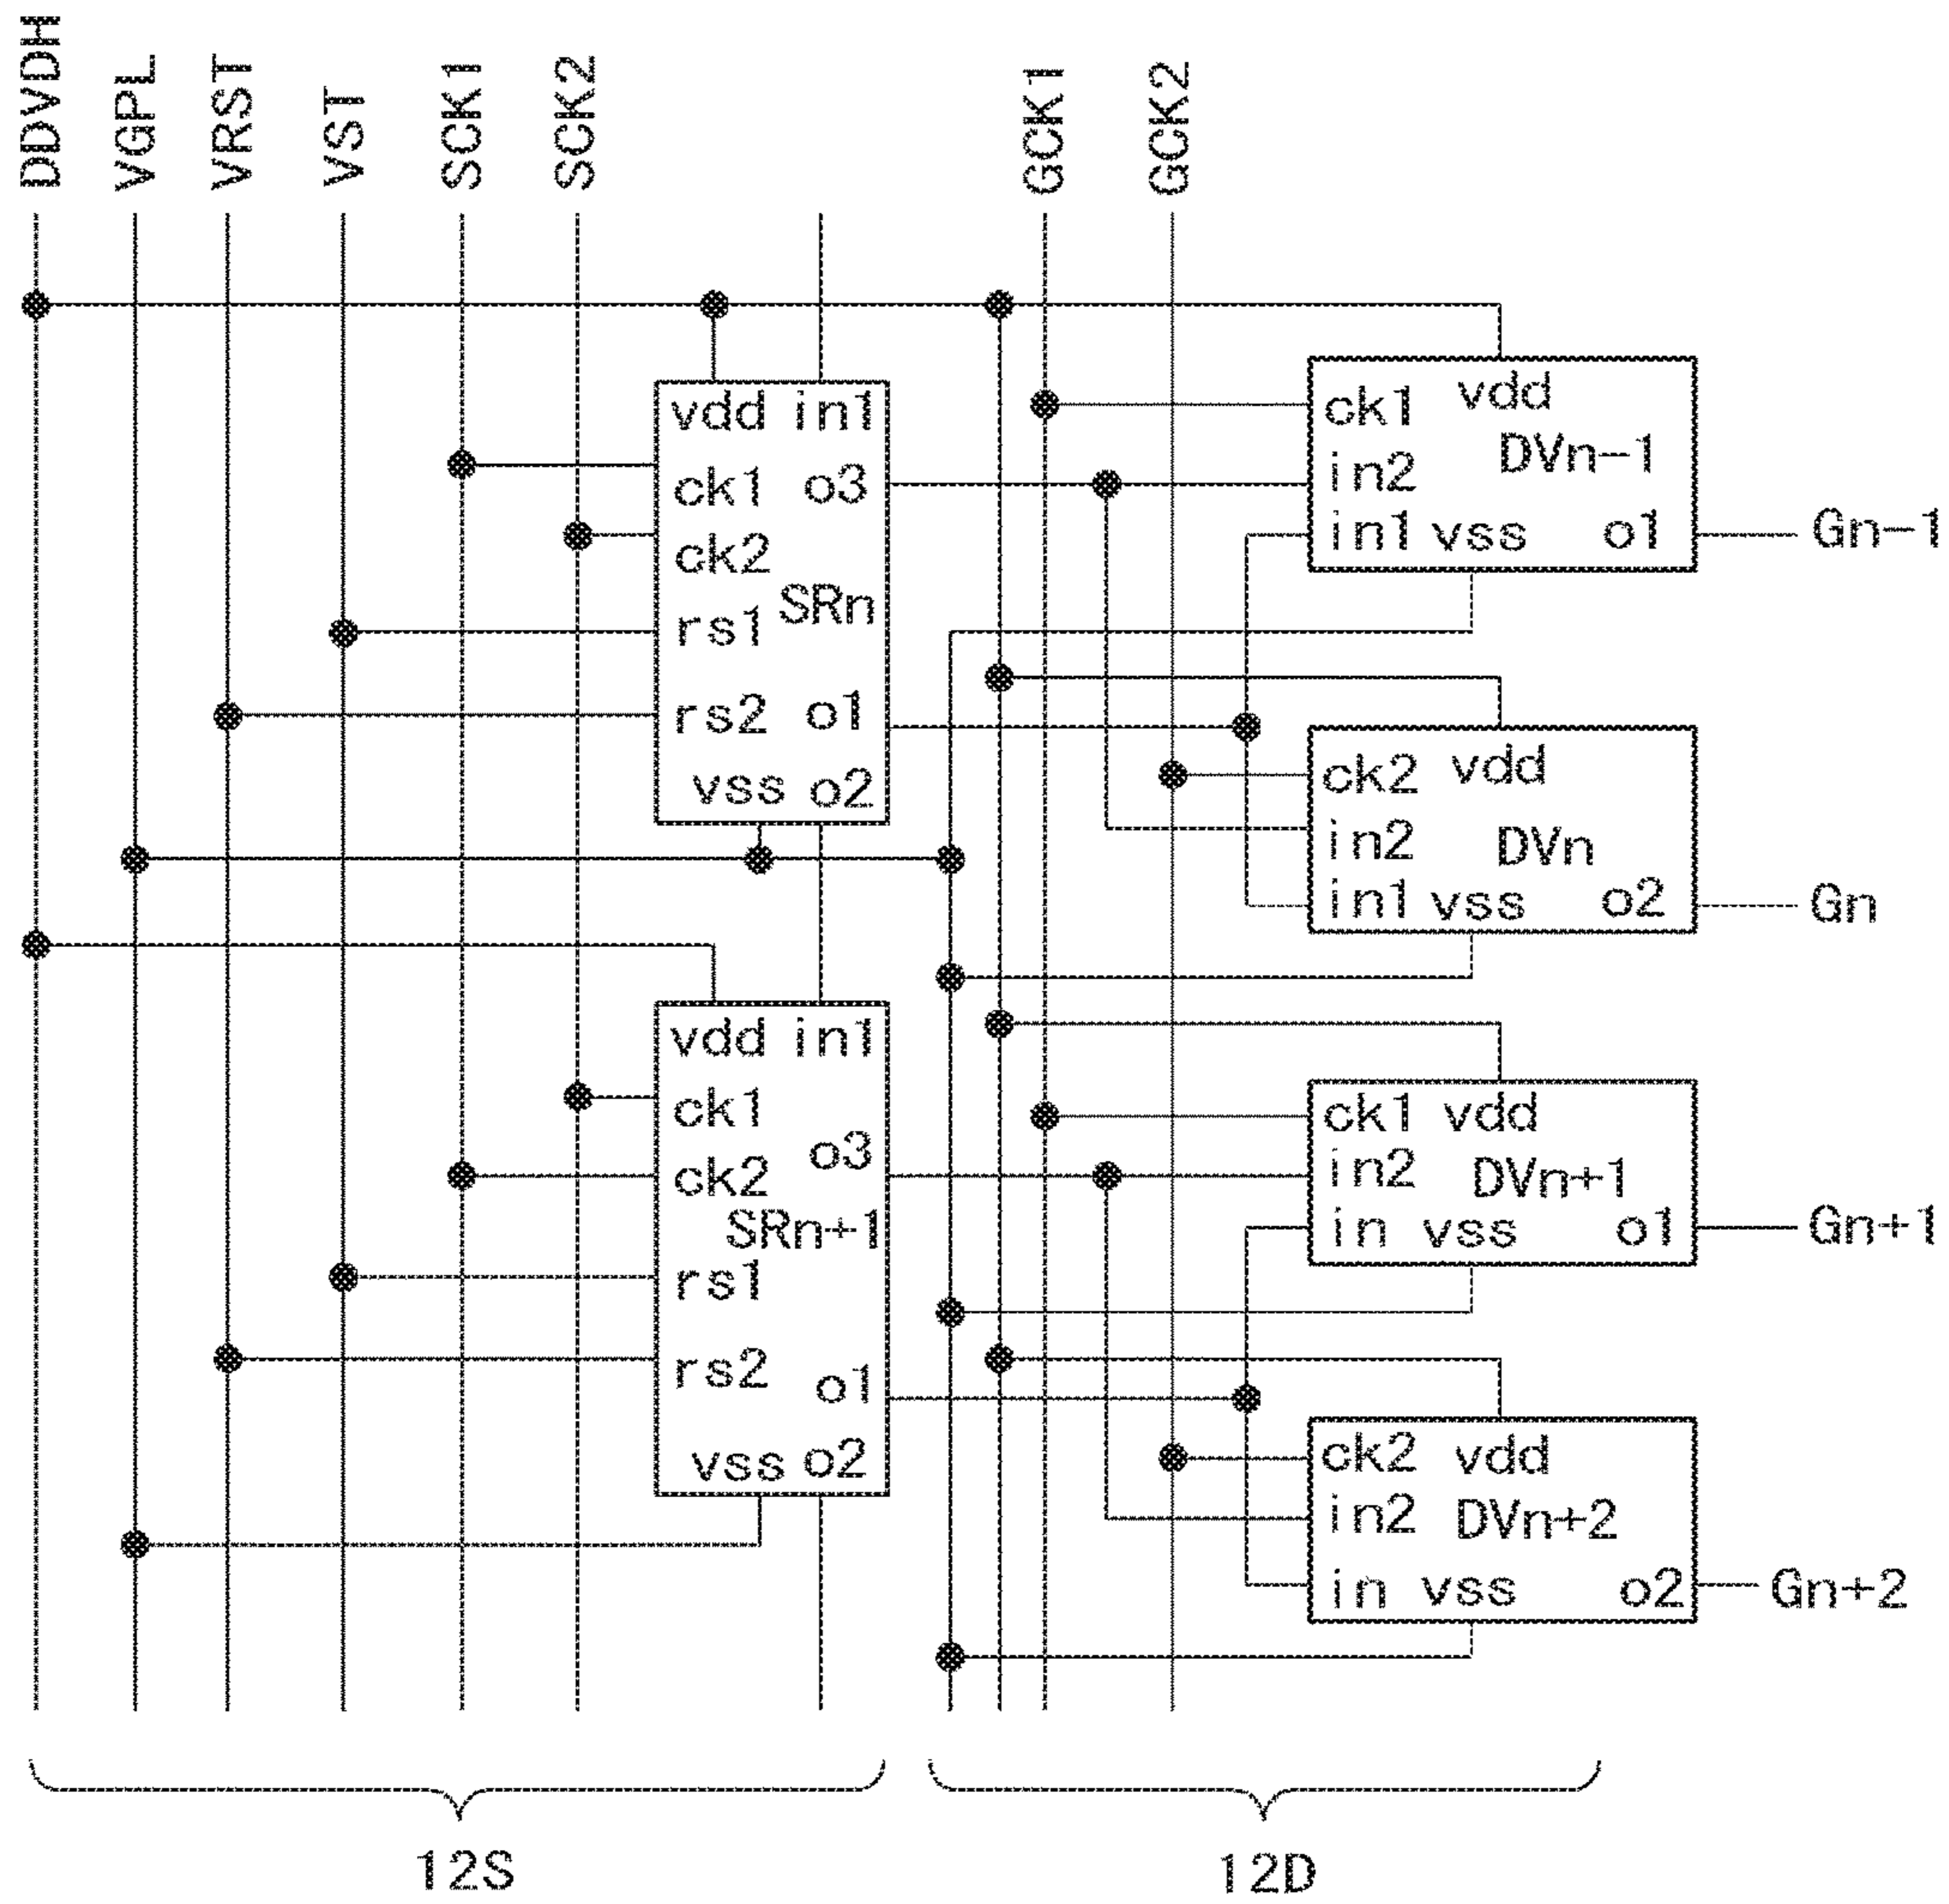 DDVDH
VGPL
VRST
VST
SCK1
SCK2
GCK1
GCK2
vdd in1
ck1 o3
ck2
SRn
rs1
rs2 o1
vss o2
ck1 vdd
DVn-1
in2
in1 vss o1
Gn-1
ck2 vdd
in2 DVn
in1 vss o2
Gn
vdd in1
ck1
o3
ck2
SRn+1
rs1
rs2
o1
vss o2
ck1 vdd
in2 DVn+1
in vss o1
Gn+1
ck2 vdd
in2 DVn+2
in vss o2
Gn+2
12S
12D